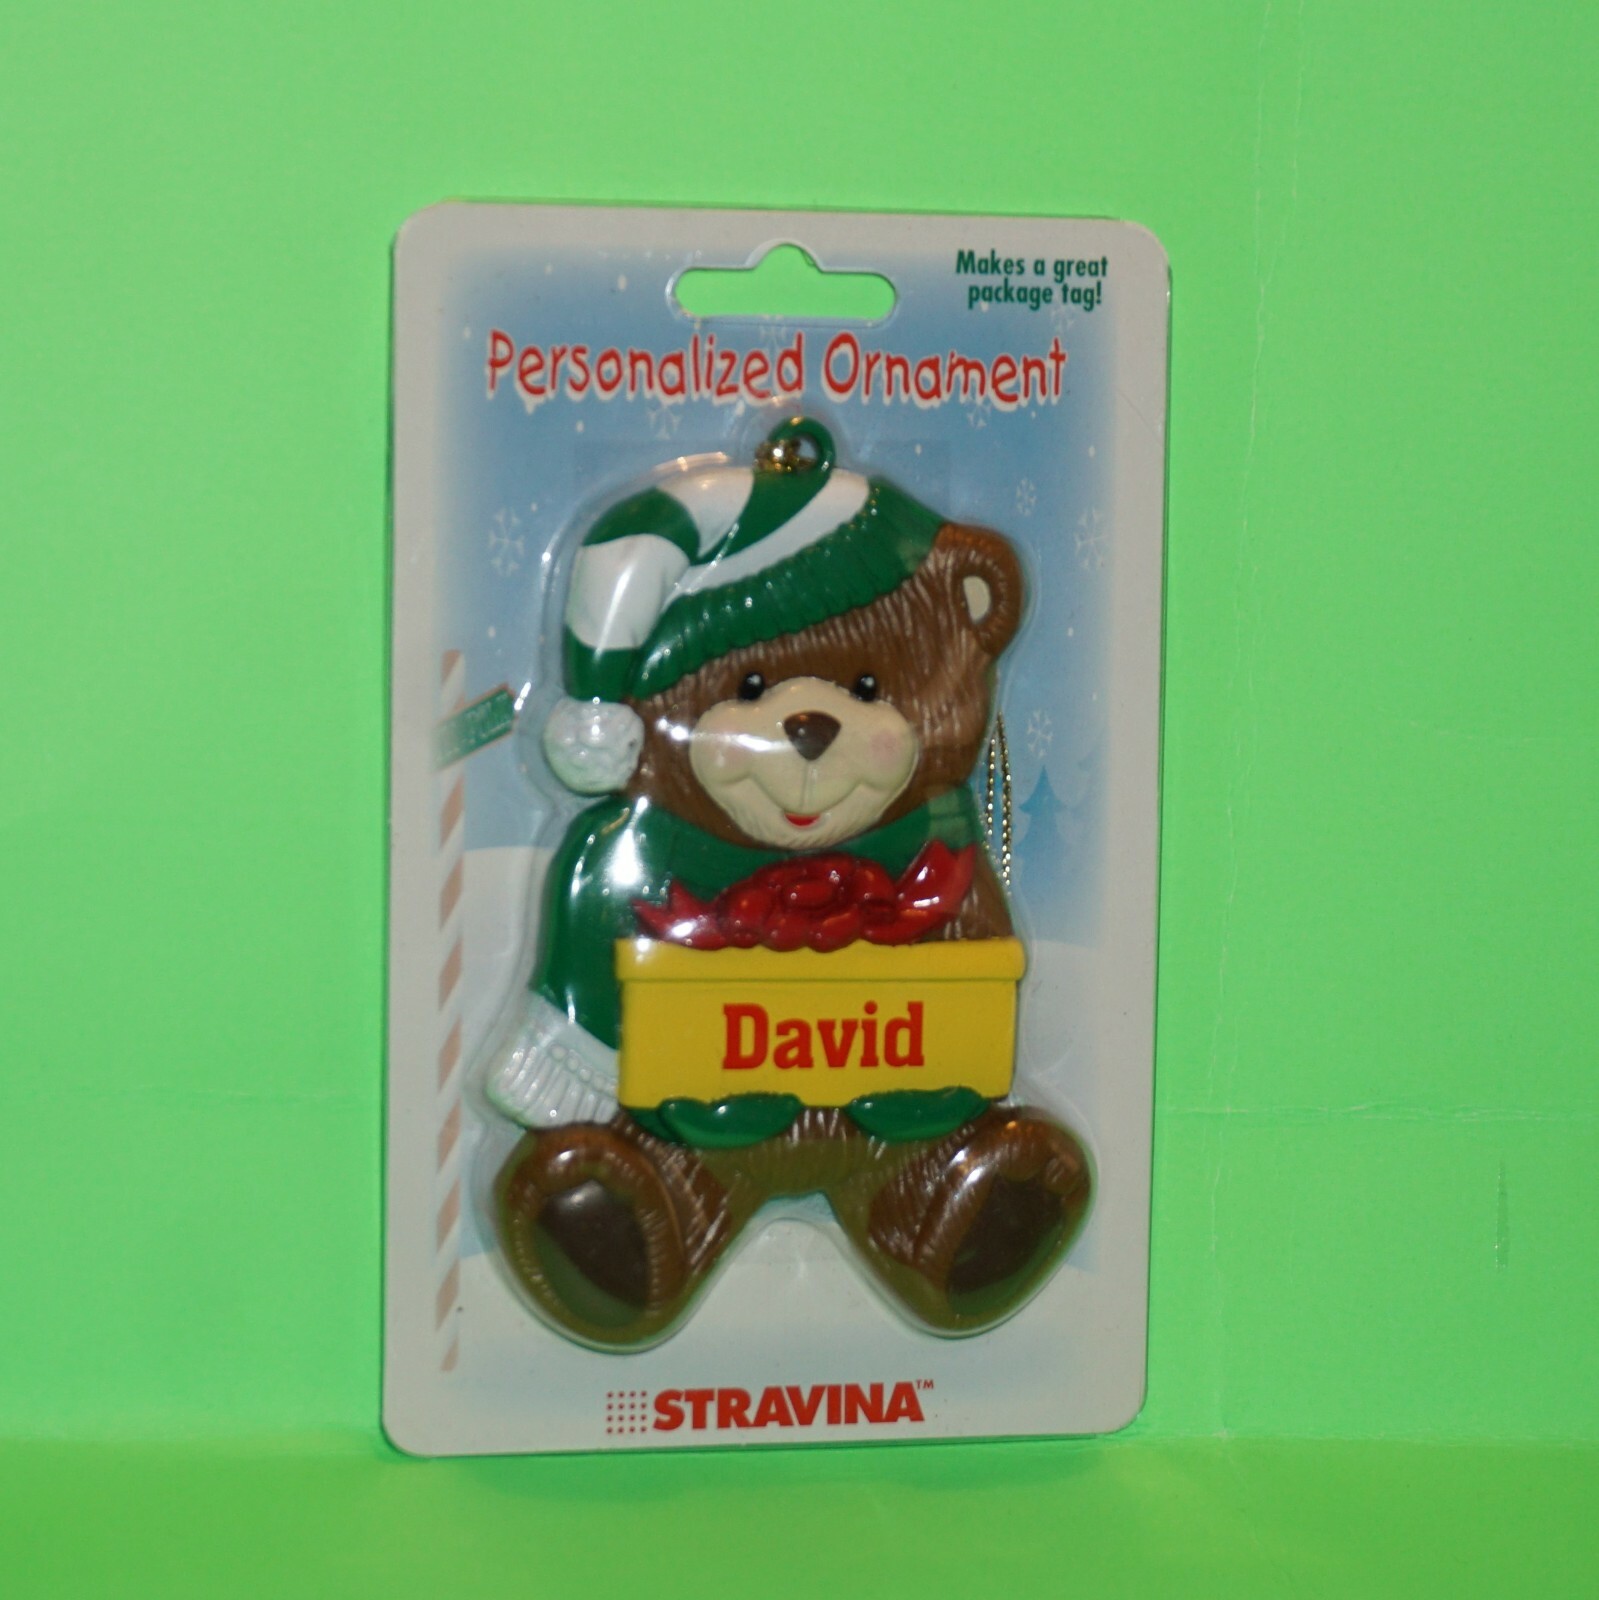 Makes a great
package tag!
Personalized Ornament
David
STRAVINA™